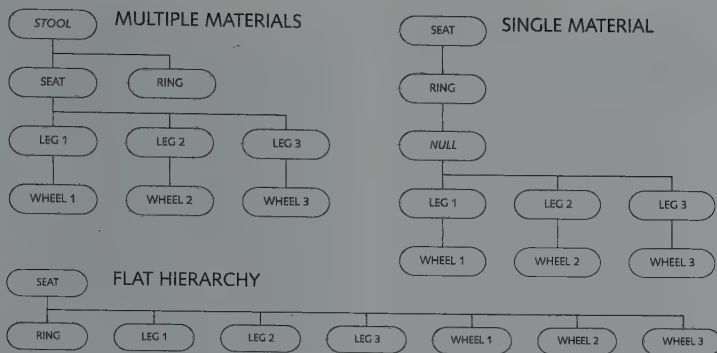 MULTIPLE MATERIALS
STOOL
SEAT RING
LEG 1 LEG 2 LEG 3
WHEEL 1 WHEEL 2 WHEEL 3
SINGLE MATERIAL
SEAT
RING
NULL
LEG 1 LEG 2 LEG 3
WHEEL 1 WHEEL 2 WHEEL 3
FLAT HIERARCHY
SEAT
RING LEG 1 LEG 2 LEG 3 WHEEL 1 WHEEL 2 WHEEL 3